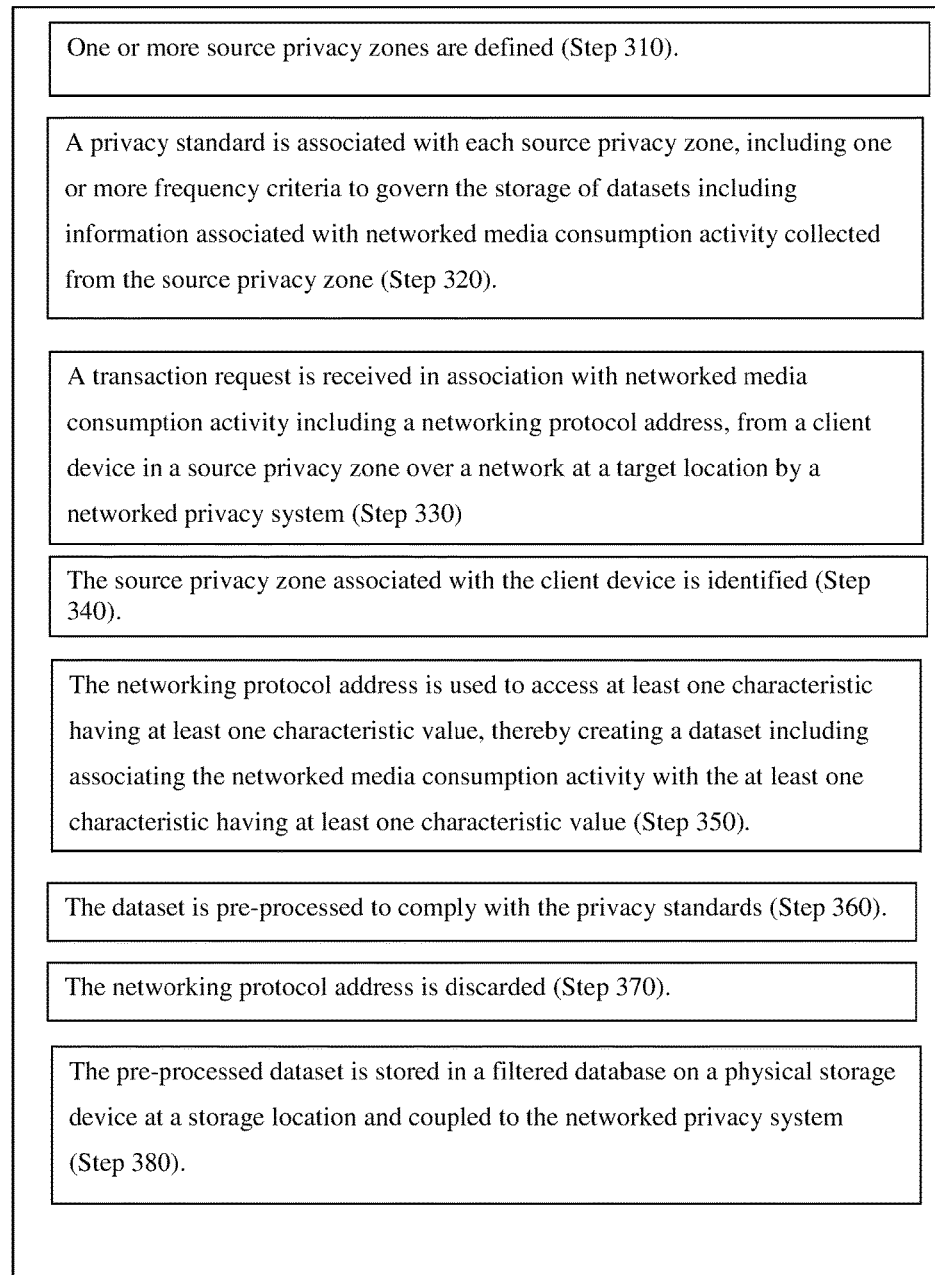 One or more source privacy zones are defined (Step 310).
A privacy standard is associated with each source privacy zone, including one
or more frequency criteria to govern the storage of datasets including
information associated with networked media consumption activity collected
from the source privacy zone (Step 320).
A transaction request is received in association with networked media
consumption activity including a networking protocol address, from a client
device in a source privacy zone over a network at a target location by a
networked privacy system (Step 330)
The source privacy zone associated with the client device is identified (Step
340).
The networking protocol address is used to access at least one characteristic
having at least one characteristic value, thereby creating a dataset including
associating the networked media consumption activity with the at least one
characteristic having at least one characteristic value (Step 350).
The dataset is pre-processed to comply with the privacy standards (Step 360).
The networking protocol address is discarded (Step 370).
The pre-processed dataset is stored in a filtered database on a physical storage
device at a storage location and coupled to the networked privacy system
(Step 380).